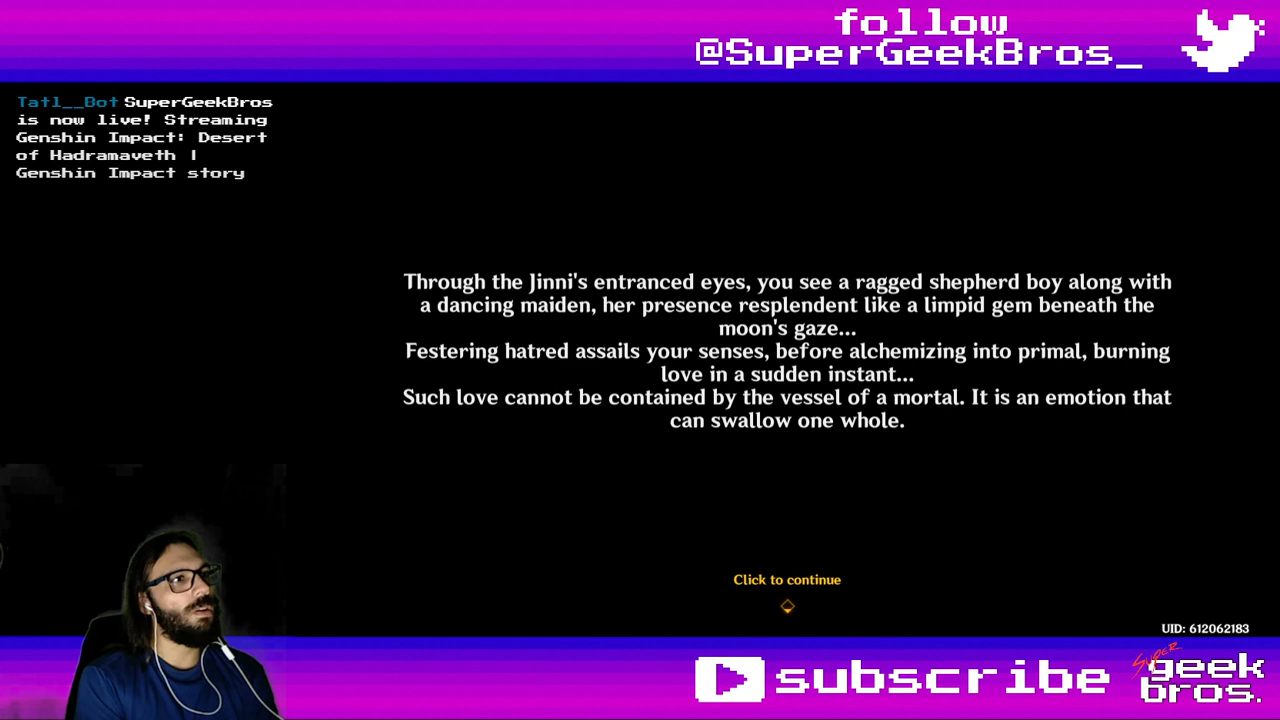 follow
@SuperGeekBros_
Tatl__Bot SuperGeekBros
is now live! Streaming
Genshin Impact: Desert
of Hadramaveth |
Genshin Impact story
Through the Jinni's entranced eyes, you see a ragged shepherd boy along with
a dancing maiden, her presence resplendent like a limpid gem beneath the
moon's gaze...
Festering hatred assails your senses, before alchemizing into primal, burning
love in a sudden instant...
Such love cannot be contained by the vessel of a mortal. It is an emotion that
can swallow one whole.
Click to continue
UID: 612062183
subscribe
SUPER
geek
bros.